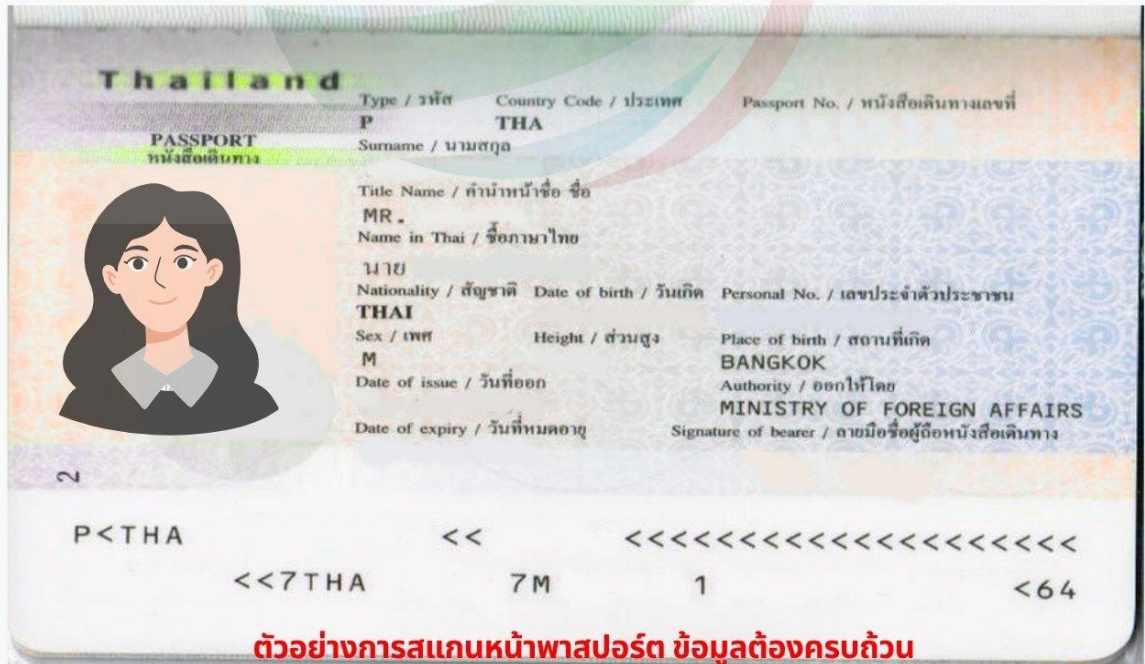 Thailand
PASSPORT
หนังสือเดินทาง
Type / รหัส Country Code / ประเทศ Passport No. / หนังสือเดินทางเลขที่
P THA
Surname / นามสกุล
Title Name / คำนำหน้าชื่อ ชื่อ
MR.
Name in Thai / ชื่อภาษาไทย
นาย
Nationality / สัญชาติ Date of birth / วันเกิด Personal No. / เลขประจำตัวประชาชน
THAI
Sex / เพศ Height / ส่วนสูง Place of birth / สถานที่เกิด
M BANGKOK
Date of issue / วันที่ออก Authority / ออกให้โดย
MINISTRY OF FOREIGN AFFAIRS
Date of expiry / วันที่หมดอายุ Signature of bearer / ลายมือชื่อผู้ถือหนังสือเดินทาง
2
P<THA << <<<<<<<<<<<<<<<<<<<<
<<7THA 7M 1 <64
ตัวอย่างการสแกนหน้าพาสปอร์ต ข้อมูลต้องครบถ้วน